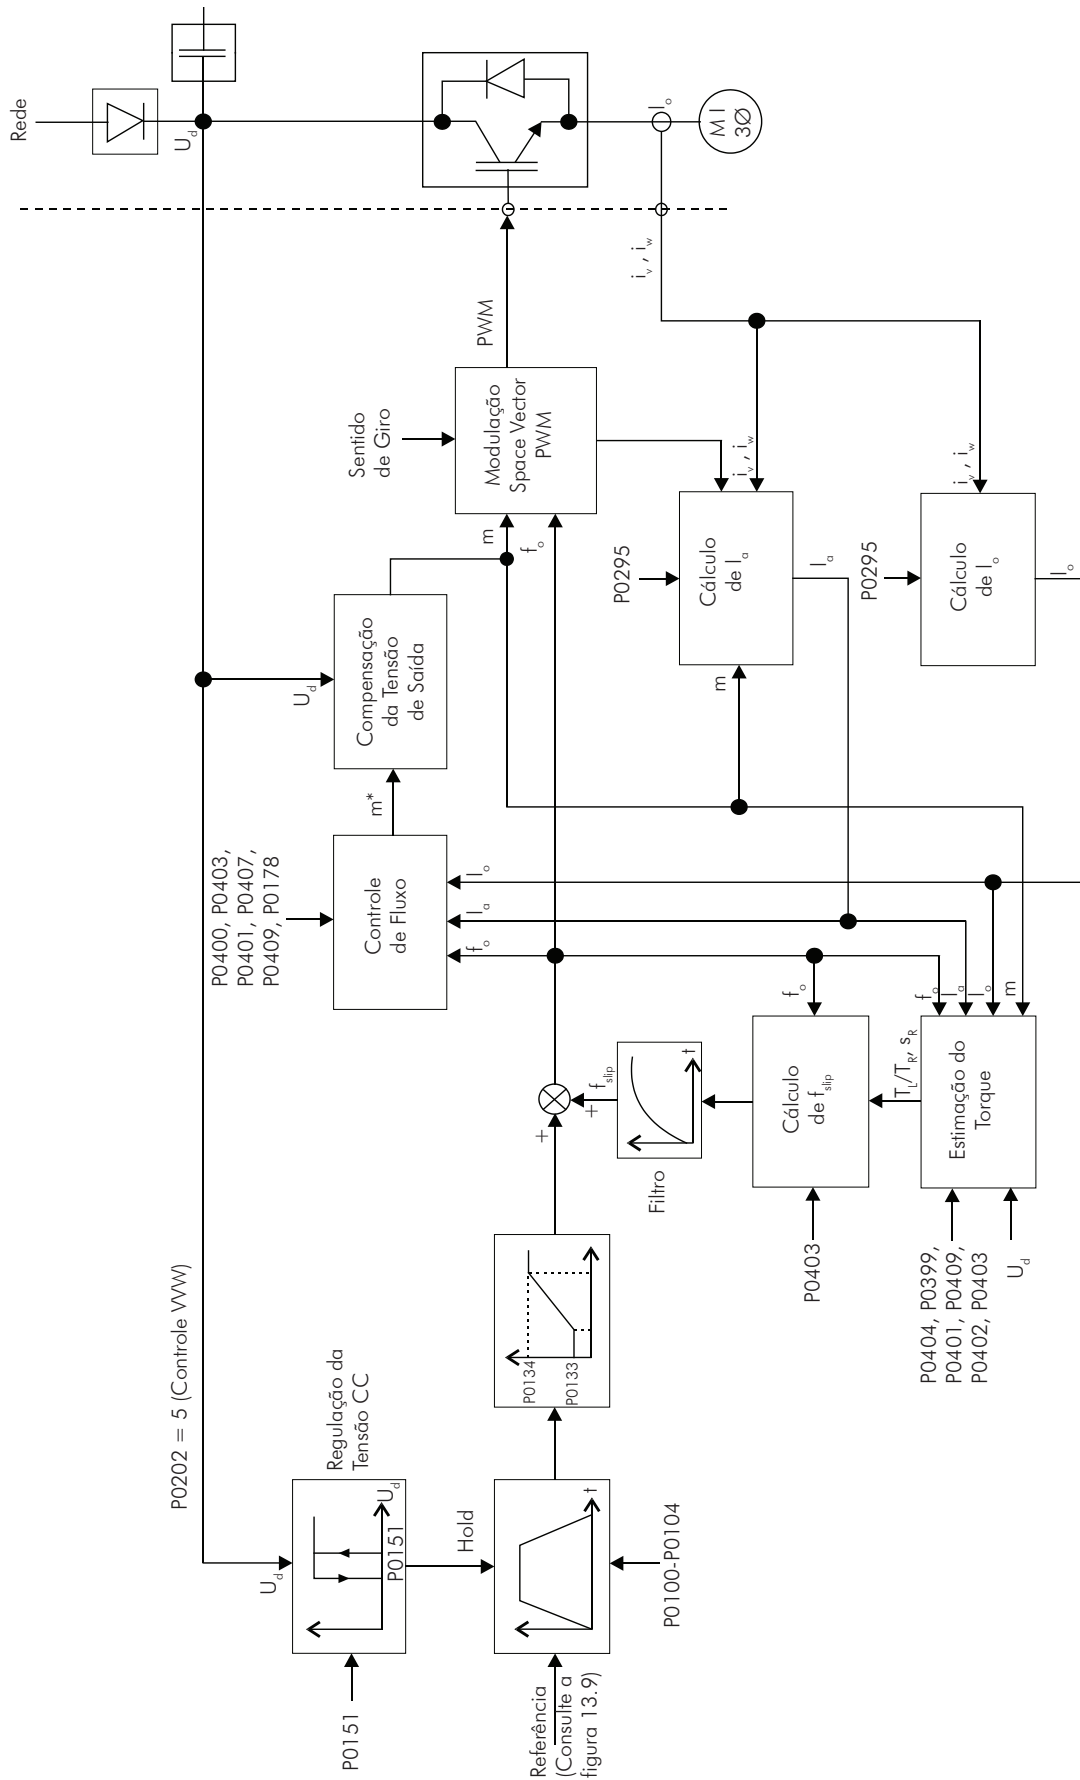 Rede
U_d
I_o
M I
3Ø
i_v , i_w
PWM
Sentido
de Giro
Modulação
Space Vector
PWM
m
f_o
i_v , i_w
i_v , i_w
P0295
Cálculo
de I_a
I_a
P0295
Cálculo
de I_o
I_o
m
U_d
Compensação
da Tensão
de Saída
m*
P0400, P0403,
P0401, P0407,
P0409, P0178
Controle
de Fluxo
I_o
I_a
f_o
f_o
f_o
I_a
I_o
m
T_L/T_R, s_R
Estimação do
Torque
P0404, P0399,
P0401, P0409,
P0402, P0403
U_d
Cálculo
de f_slip
P0403
Filtro
t
+ f_slip
+
P0134
P0133
P0202 = 5 (Controle VVW)
Regulação da
Tensão CC
U_d
U_d
P0151
P0151
Hold
t
P0100-P0104
Referência
(Consulte a
figura 13.9)